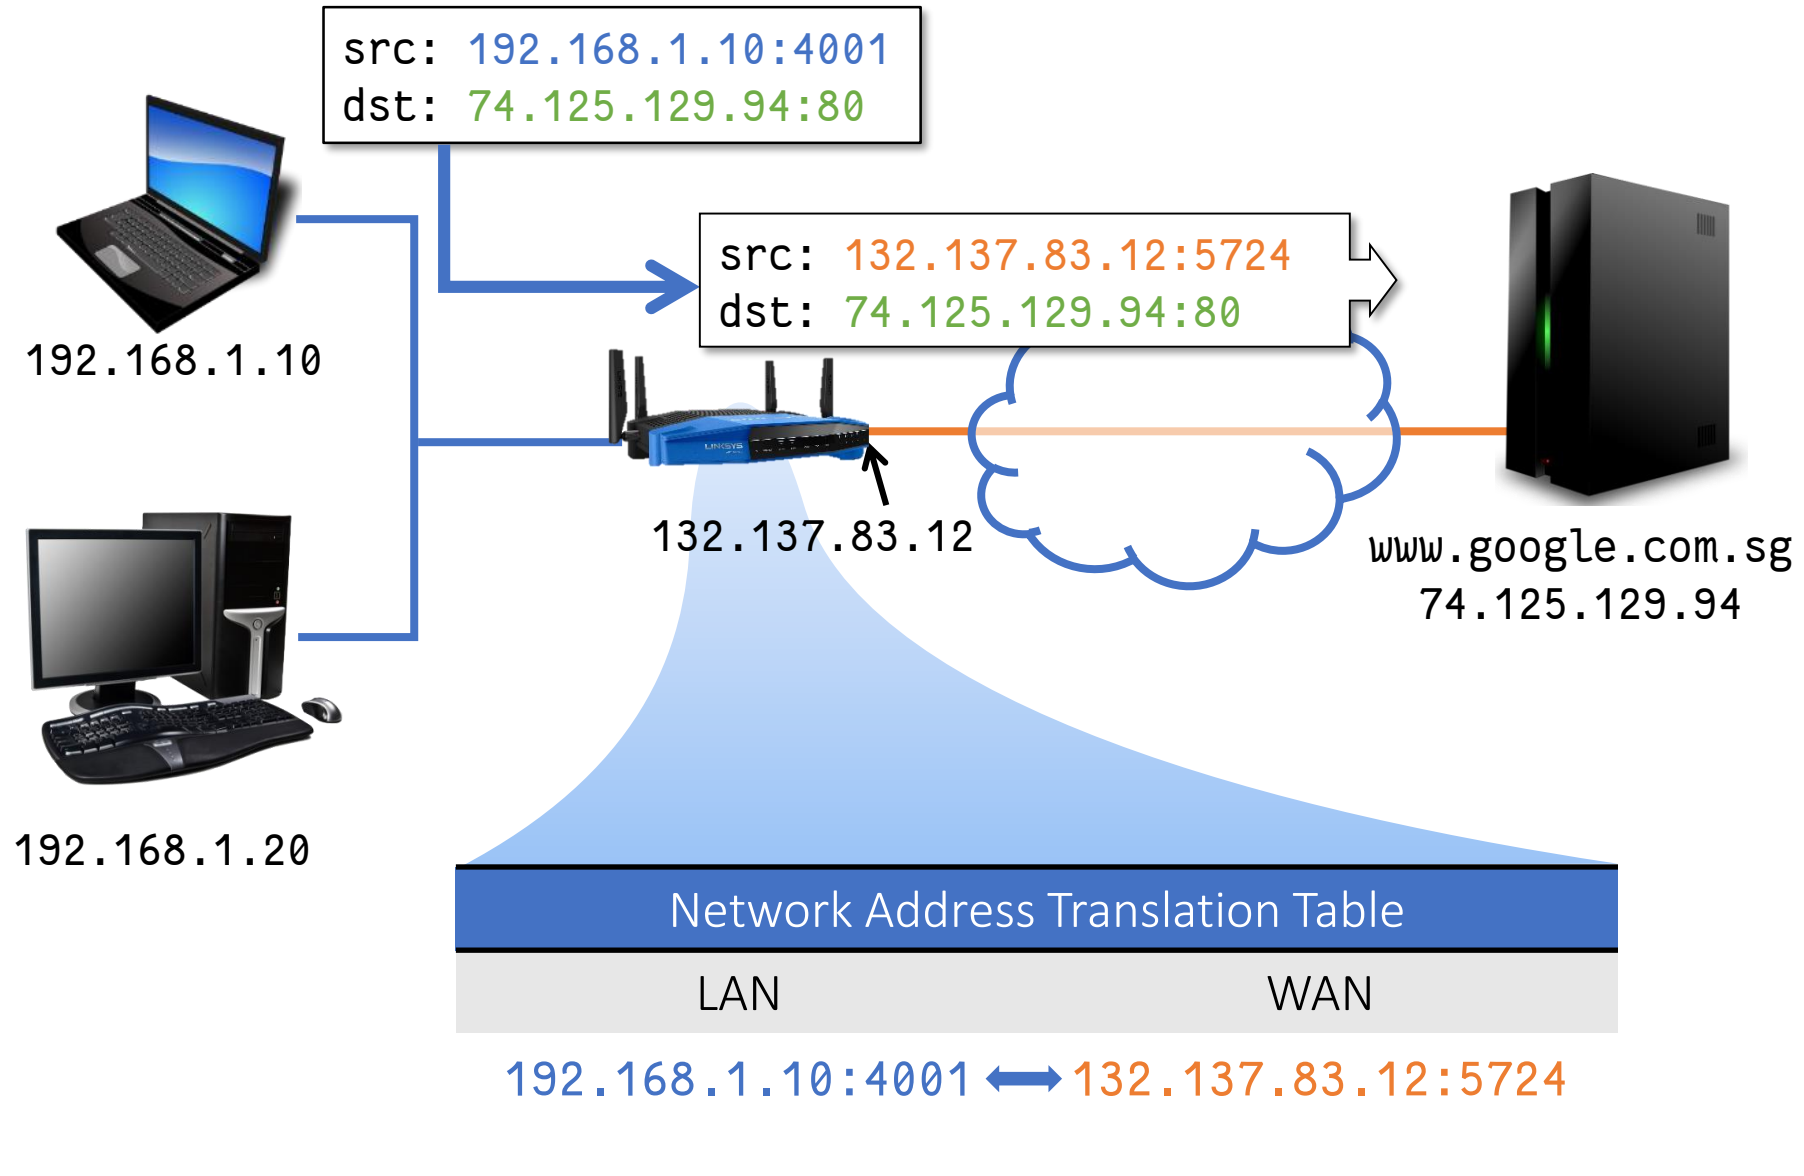 src: 192.168.1.10:4001
dst: 74.125.129.94:80
src: 132.137.83.12:5724
dst: 74.125.129.94:80
192.168.1.10
LINKSYS
132.137.83.12
www.google.com.sg
74.125.129.94
192.168.1.20
Network Address Translation Table
LAN WAN
192.168.1.10:4001 132.137.83.12:5724